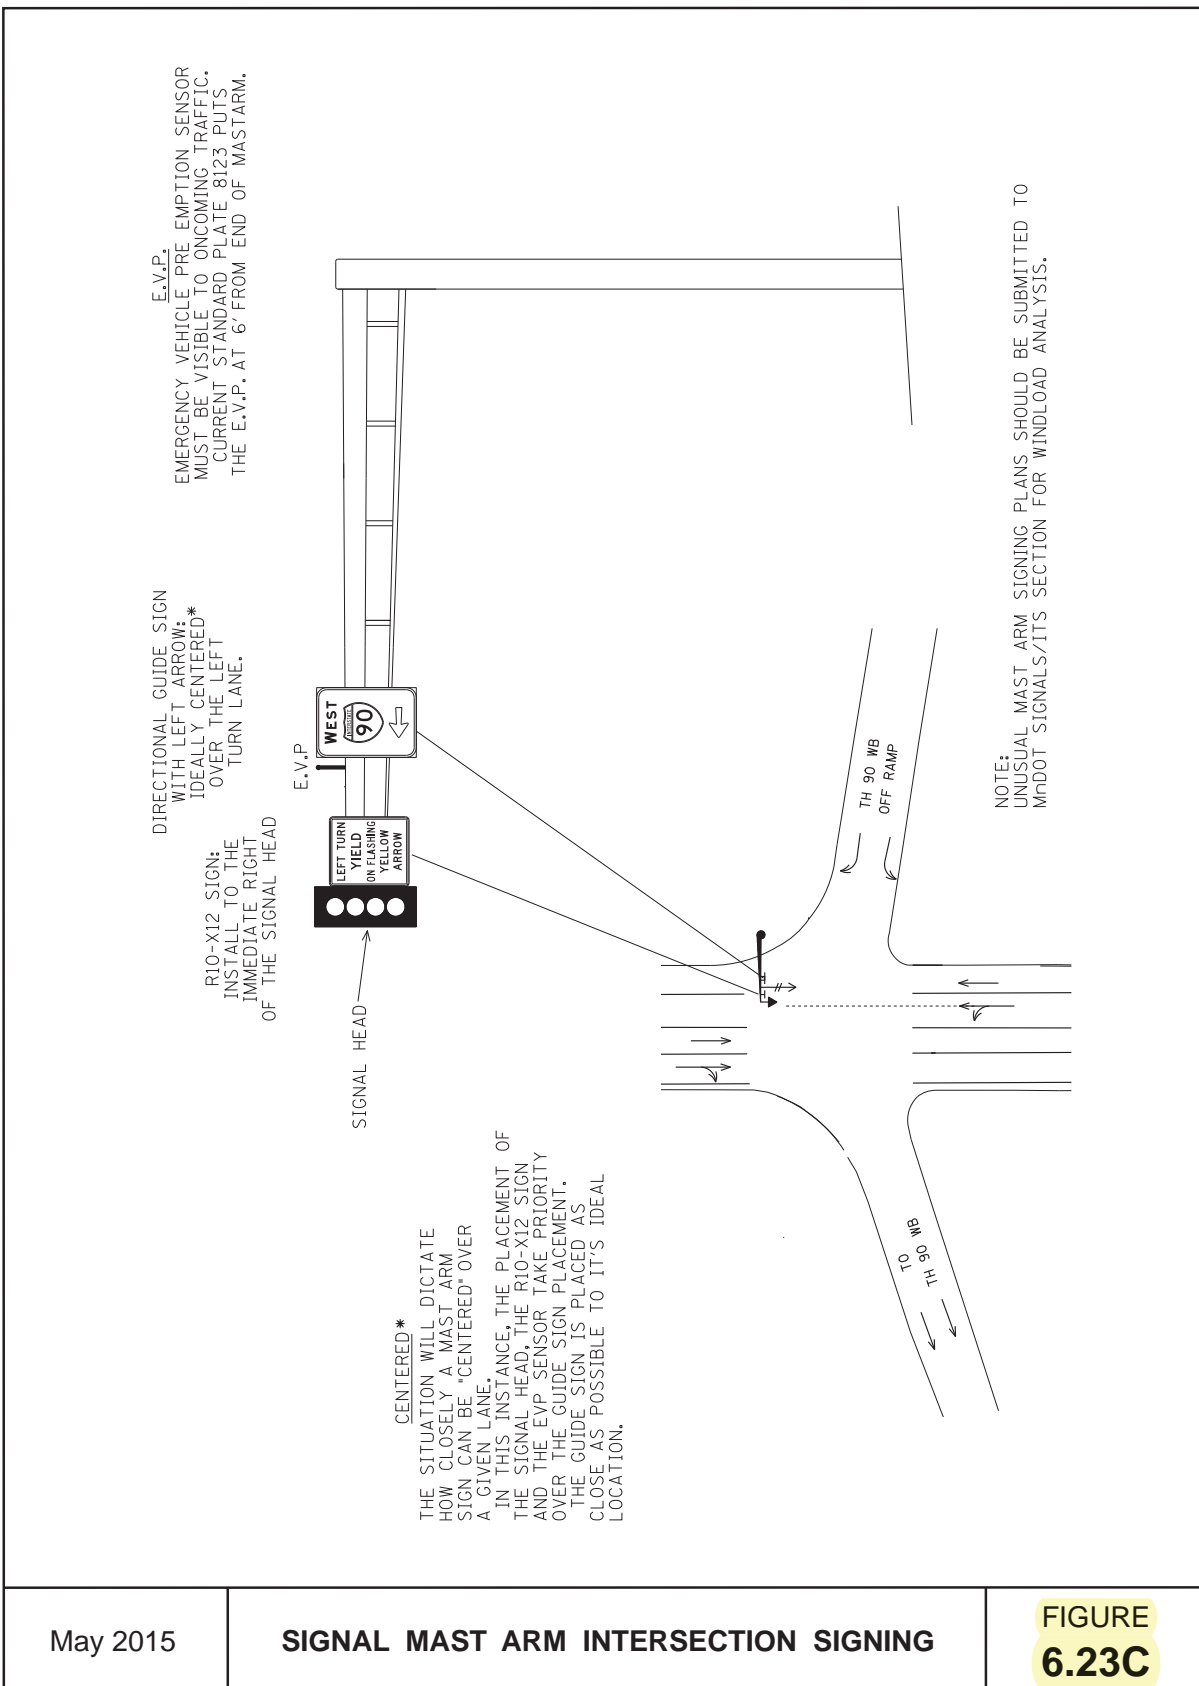 E.V.P.
EMERGENCY VEHICLE PRE EMPTION SENSOR
MUST BE VISIBLE TO ONCOMING TRAFFIC.
CURRENT STANDARD PLATE 8123 PUTS
THE E.V.P. AT 6' FROM END OF MASTARM.
DIRECTIONAL GUIDE SIGN
WITH LEFT ARROW:
IDEALLY CENTERED*
OVER THE LEFT
TURN LANE.
R10-X12 SIGN:
INSTALL TO THE
IMMEDIATE RIGHT
OF THE SIGNAL HEAD
E.V.P
WEST
INTERSTATE
90
LEFT TURN
YIELD
ON FLASHING
YELLOW
ARROW
SIGNAL HEAD
CENTERED*
THE SITUATION WILL DICTATE
HOW CLOSELY A MAST ARM
SIGN CAN BE "CENTERED" OVER
A GIVEN LANE.
IN THIS INSTANCE, THE PLACEMENT OF
THE SIGNAL HEAD, THE R10-X12 SIGN
AND THE EVP SENSOR TAKE PRIORITY
OVER THE GUIDE SIGN PLACEMENT.
THE GUIDE SIGN IS PLACED AS
CLOSE AS POSSIBLE TO IT'S IDEAL
LOCATION.
TH 90 WB
OFF RAMP
TO
TH 90 WB
NOTE:
UNUSUAL MAST ARM SIGNING PLANS SHOULD BE SUBMITTED TO
MnDOT SIGNALS/ITS SECTION FOR WINDLOAD ANALYSIS.
May 2015
SIGNAL MAST ARM INTERSECTION SIGNING
FIGURE
6.23C